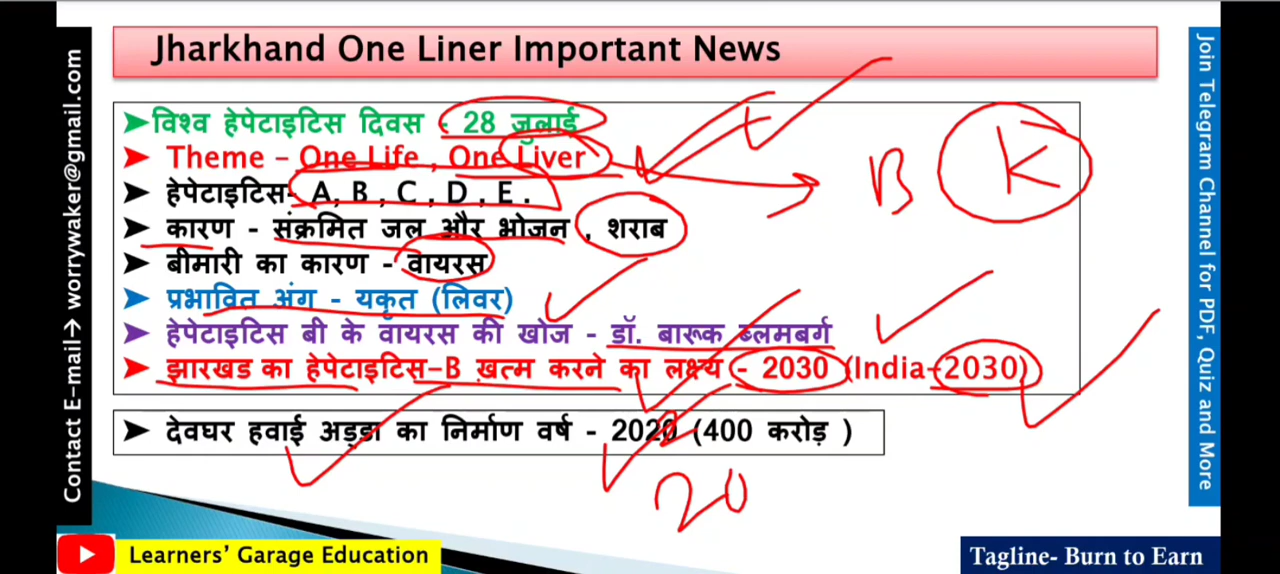 Jharkhand One Liner Important News
विश्व हेपेटाइटिस दिवस - 28 जुलाई
Theme – One Life , One Liver
हेपेटाइटिस- A, B , C , D , E .
कारण - संक्रमित जल और भोजन , शराब
बीमारी का कारण - वायरस
प्रभावित अंग - यकृत (लिवर)
हेपेटाइटिस बी के वायरस की खोज - डॉ. बारूक ब्लमबर्ग
झारखड का हेपेटाइटिस–B ख़त्म करने का लक्ष्य - 2030 (India-2030)
देवघर हवाई अड्डा का निर्माण वर्ष - 2020 (400 करोड़ )
B
K
20
Contact E-mail→ worrywaker@gmail.com
Join Telegram Channel for PDF, Quiz and More
Learners' Garage Education
Tagline- Burn to Earn